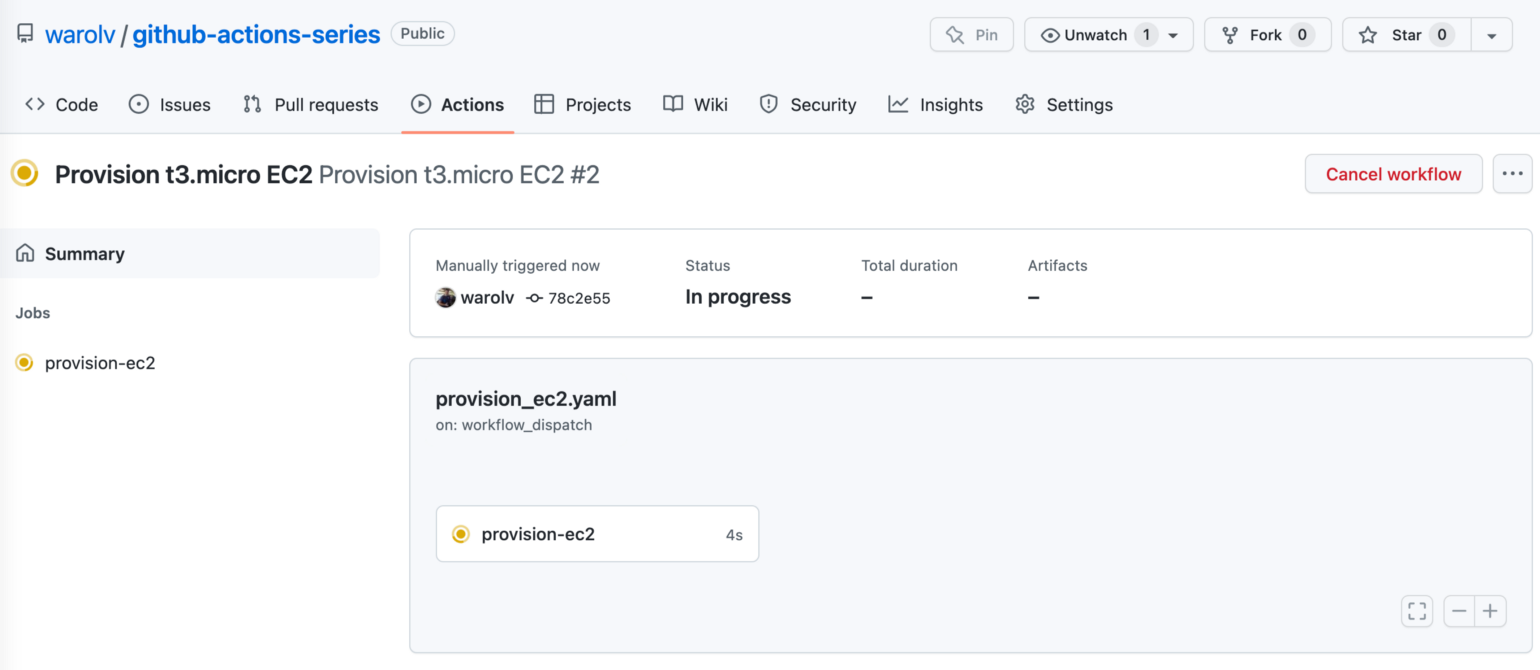 warolv / github-actions-series Public Pin Unwatch 1 Fork 0 Star 0
Code Issues Pull requests Actions Projects Wiki Security Insights Settings
Provision t3.micro EC2 Provision t3.micro EC2 #2 Cancel workflow
Summary
Jobs
provision-ec2
Manually triggered now Status Total duration Artifacts
warolv 78c2e55 In progress – –
provision_ec2.yaml
on: workflow_dispatch
provision-ec2 4s